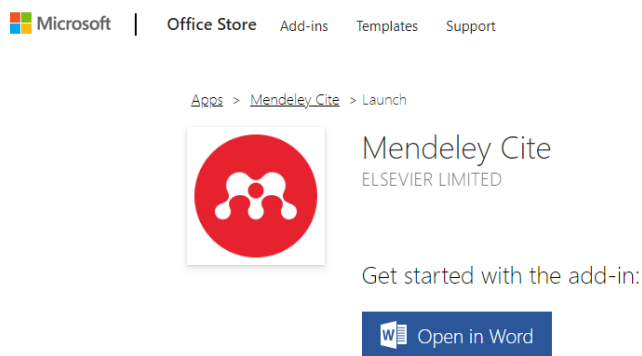 Microsoft | Office Store Add-ins Templates Support
Apps > Mendeley Cite > Launch
Mendeley Cite
ELSEVIER LIMITED
Get started with the add-in:
Open in Word